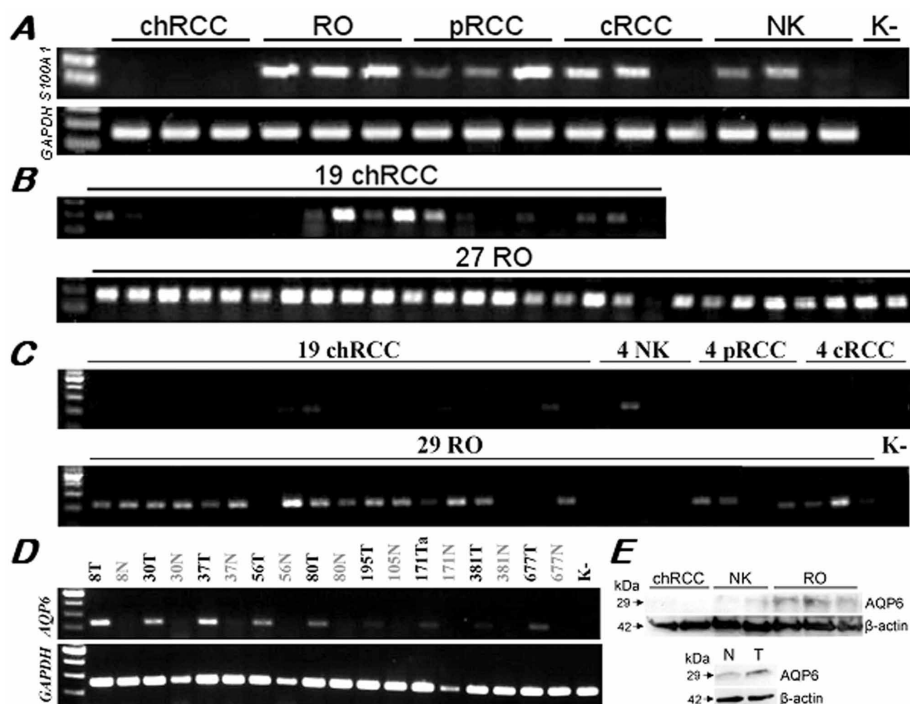 A
chRCC RO pRCC cRCC NK K-
S100A1
GAPDH
B
19 chRCC
27 RO
C
19 chRCC 4 NK 4 pRCC 4 cRCC
29 RO K-
D
8T 8N 30T 30N 37T 37N 56T 56N 80T 80N 195T 105N 171Ta 171N 381T 381N 677T 677N K-
AQP6
GAPDH
E
kDa chRCC NK RO
29 AQP6
42 β-actin
kDa N T
29 AQP6
42 β-actin